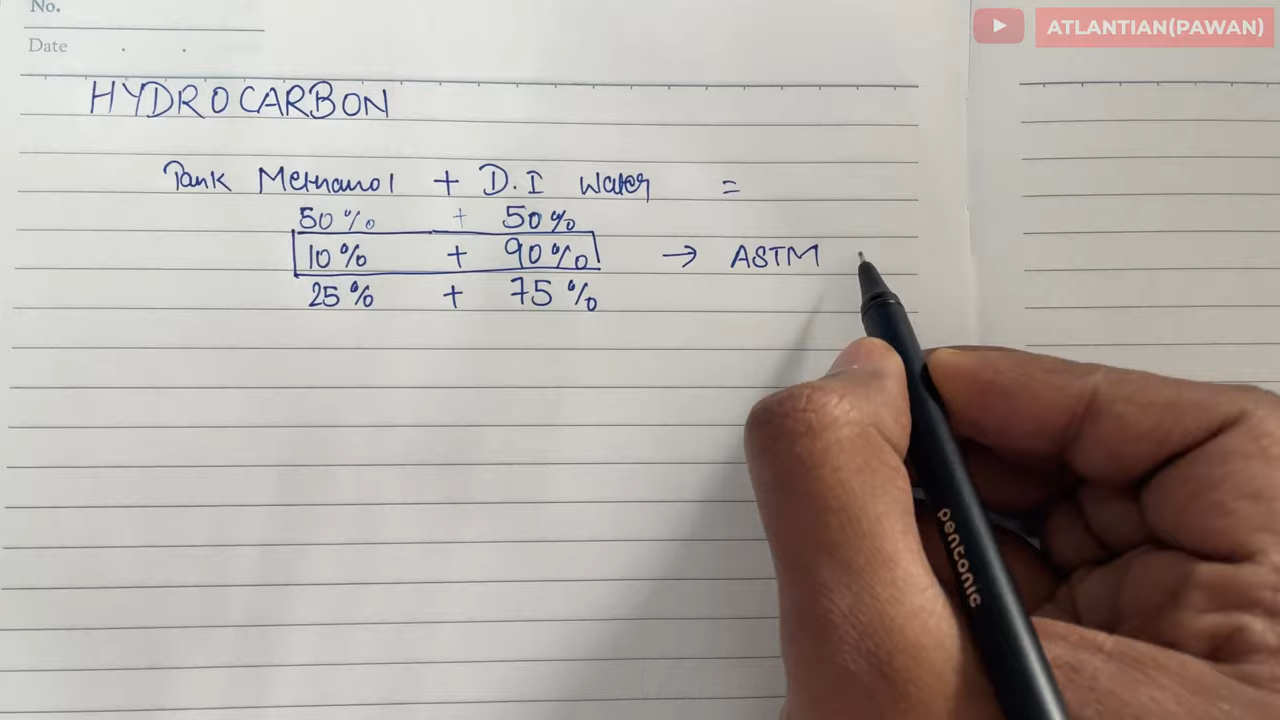 No.
ATLANTIAN(PAWAN)
Date . .
HYDROCARBON
Tank Methanol + D.I Water =
50% + 50%
10% + 90% → ASTM
25% + 75%
pentonic